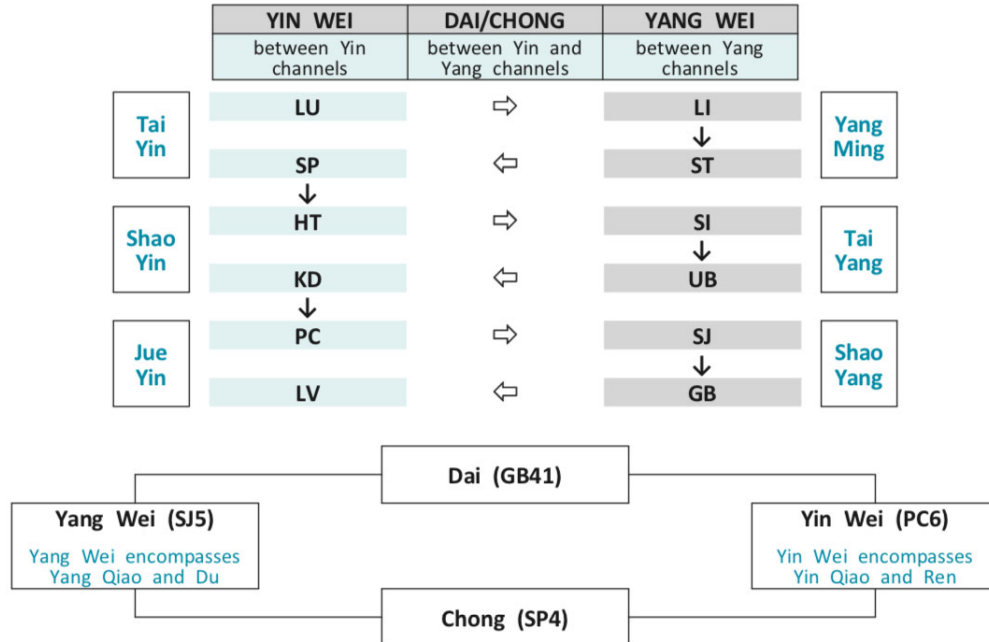 YIN WEI DAI/CHONG YANG WEI
between Yin channels between Yin and Yang channels between Yang channels
LU ⇨ LI
Tai Yin
↓
Yang Ming
SP ⇦ ST
↓
HT ⇨ SI
Shao Yin
↓
Tai Yang
KD ⇦ UB
↓
PC ⇨ SJ
Jue Yin
↓
Shao Yang
LV ⇦ GB
Dai (GB41)
Yang Wei (SJ5)
Yang Wei encompasses
Yang Qiao and Du
Yin Wei (PC6)
Yin Wei encompasses
Yin Qiao and Ren
Chong (SP4)